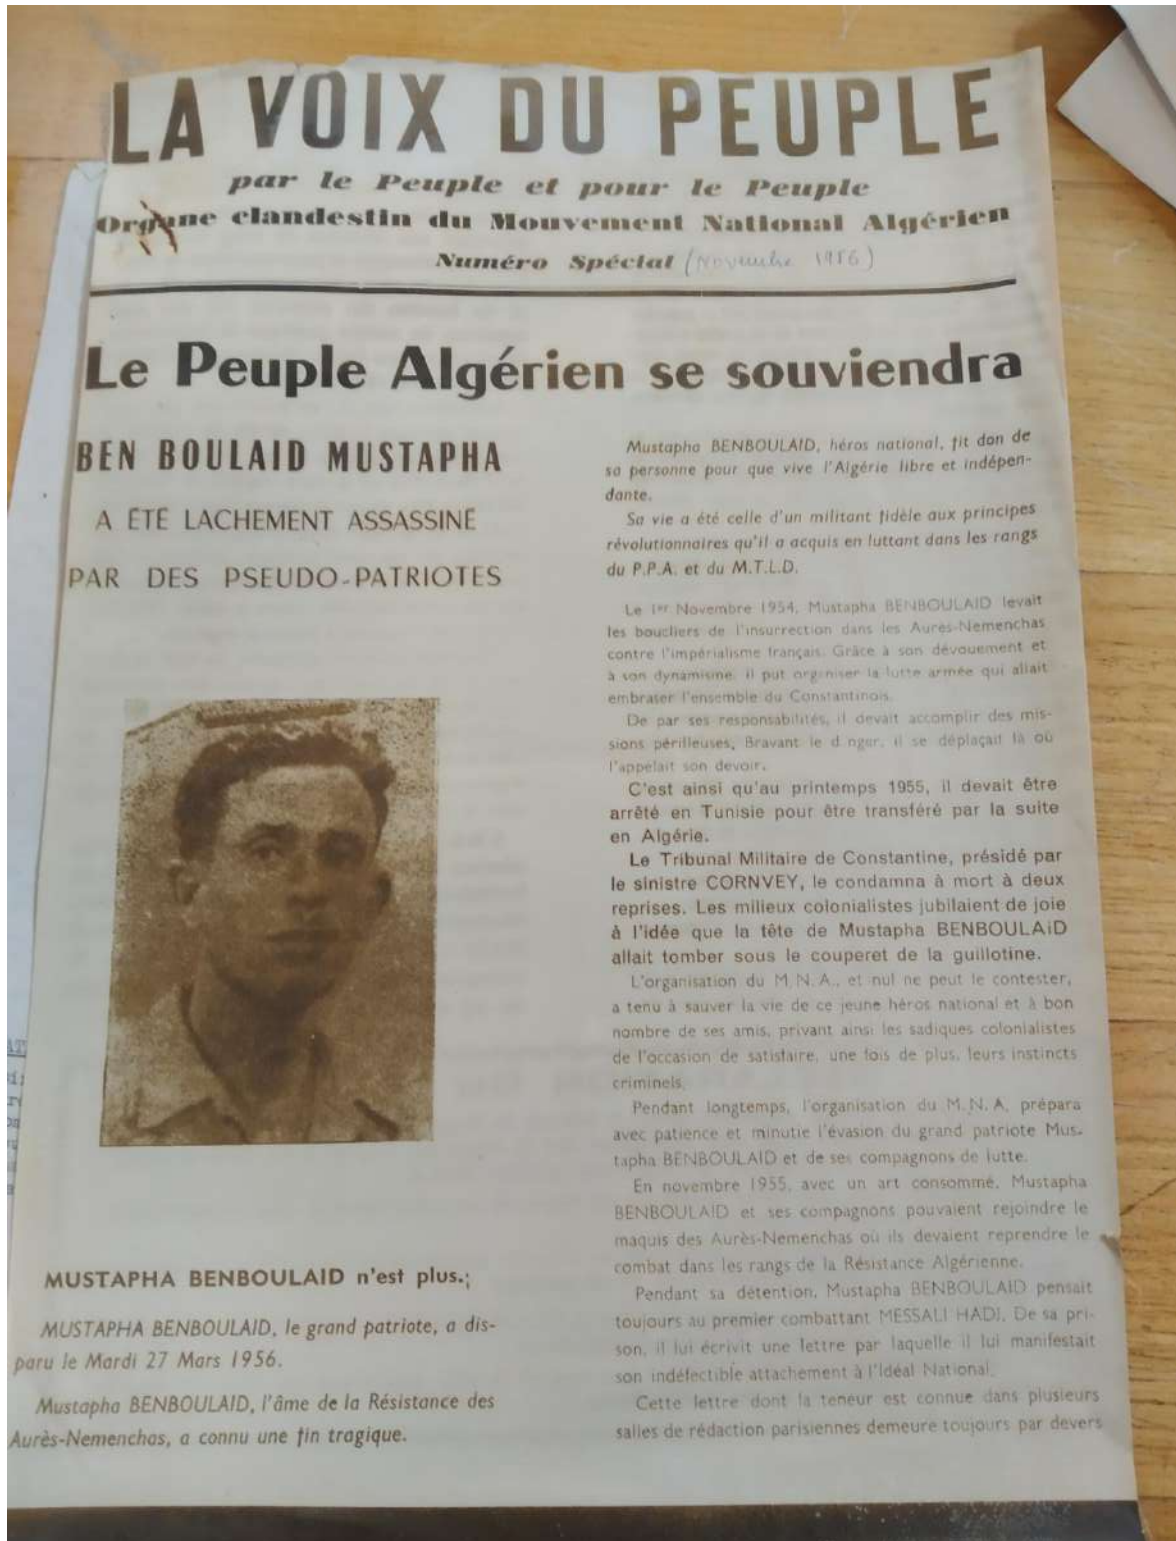 LA VOIX DU PEUPLE
par le Peuple et pour le Peuple
Organe clandestin du Mouvement National Algérien
Numéro Spécial (Novembre 1956)
Le Peuple Algérien se souviendra
BEN BOULAID MUSTAPHA
A ÉTÉ LACHEMENT ASSASSINÉ
PAR DES PSEUDO-PATRIOTES
MUSTAPHA BENBOULAID n'est plus.;
MUSTAPHA BENBOULAID, le grand patriote, a dis-
paru le Mardi 27 Mars 1956.
Mustapha BENBOULAID, l'âme de la Résistance des
Aurès-Nemenchas, a connu une fin tragique.
Mustapha BENBOULAID, héros national, fit don de
sa personne pour que vive l'Algérie libre et indépen-
dante.
Sa vie a été celle d'un militant fidèle aux principes
révolutionnaires qu'il a acquis en luttant dans les rangs
du P.P.A. et du M.T.L.D.
Le 1er Novembre 1954, Mustapha BENBOULAID levait
les boucliers de l'insurrection dans les Aurès-Nemenchas
contre l'impérialisme français. Grâce à son dévouement et
à son dynamisme, il put organiser la lutte armée qui allait
embraser l'ensemble du Constantinois.
De par ses responsabilités, il devait accomplir des mis-
sions périlleuses, Bravant le d nger, il se déplaçait là où
l'appelait son devoir.
C'est ainsi qu'au printemps 1955, il devait être
arrêté en Tunisie pour être transféré par la suite
en Algérie.
Le Tribunal Militaire de Constantine, présidé par
le sinistre CORNVEY, le condamna à mort à deux
reprises. Les milieux colonialistes jubilaient de joie
à l'idée que la tête de Mustapha BENBOULAiD
allait tomber sous le couperet de la guillotine.
L'organisation du M.N.A., et nul ne peut le contester,
a tenu à sauver la vie de ce jeune héros national et à bon
nombre de ses amis, privant ainsi les sadiques colonialistes
de l'occasion de satisfaire, une fois de plus, leurs instincts
criminels.
Pendant longtemps, l'organisation du M.N.A. prépara
avec patience et minutie l'évasion du grand patriote Mus-
tapha BENBOULAID et de ses compagnons de lutte.
En novembre 1955, avec un art consommé, Mustapha
BENBOULAID et ses compagnons pouvaient rejoindre le
maquis des Aurès-Nemenchas où ils devaient reprendre le
combat dans les rangs de la Résistance Algérienne.
Pendant sa détention, Mustapha BENBOULAID pensait
toujours au premier combattant MESSALI HADJ. De sa pri-
son, il lui écrivit une lettre par laquelle il lui manifestait
son indéfectible attachement à l'Idéal National.
Cette lettre dont la teneur est connue dans plusieurs
salles de rédaction parisiennes demeure toujours par devers